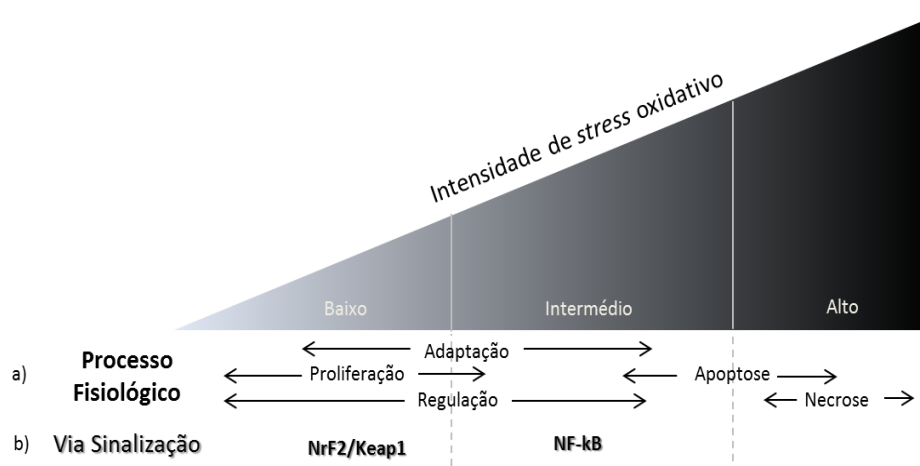 Intensidade de stress oxidativo
Baixo
Intermédio
Alto
a) Processo
Fisiológico
Adaptação
Proliferação
Apoptose
Regulação
Necrose
b) Via Sinalização
NrF2/Keap1
NF-kB